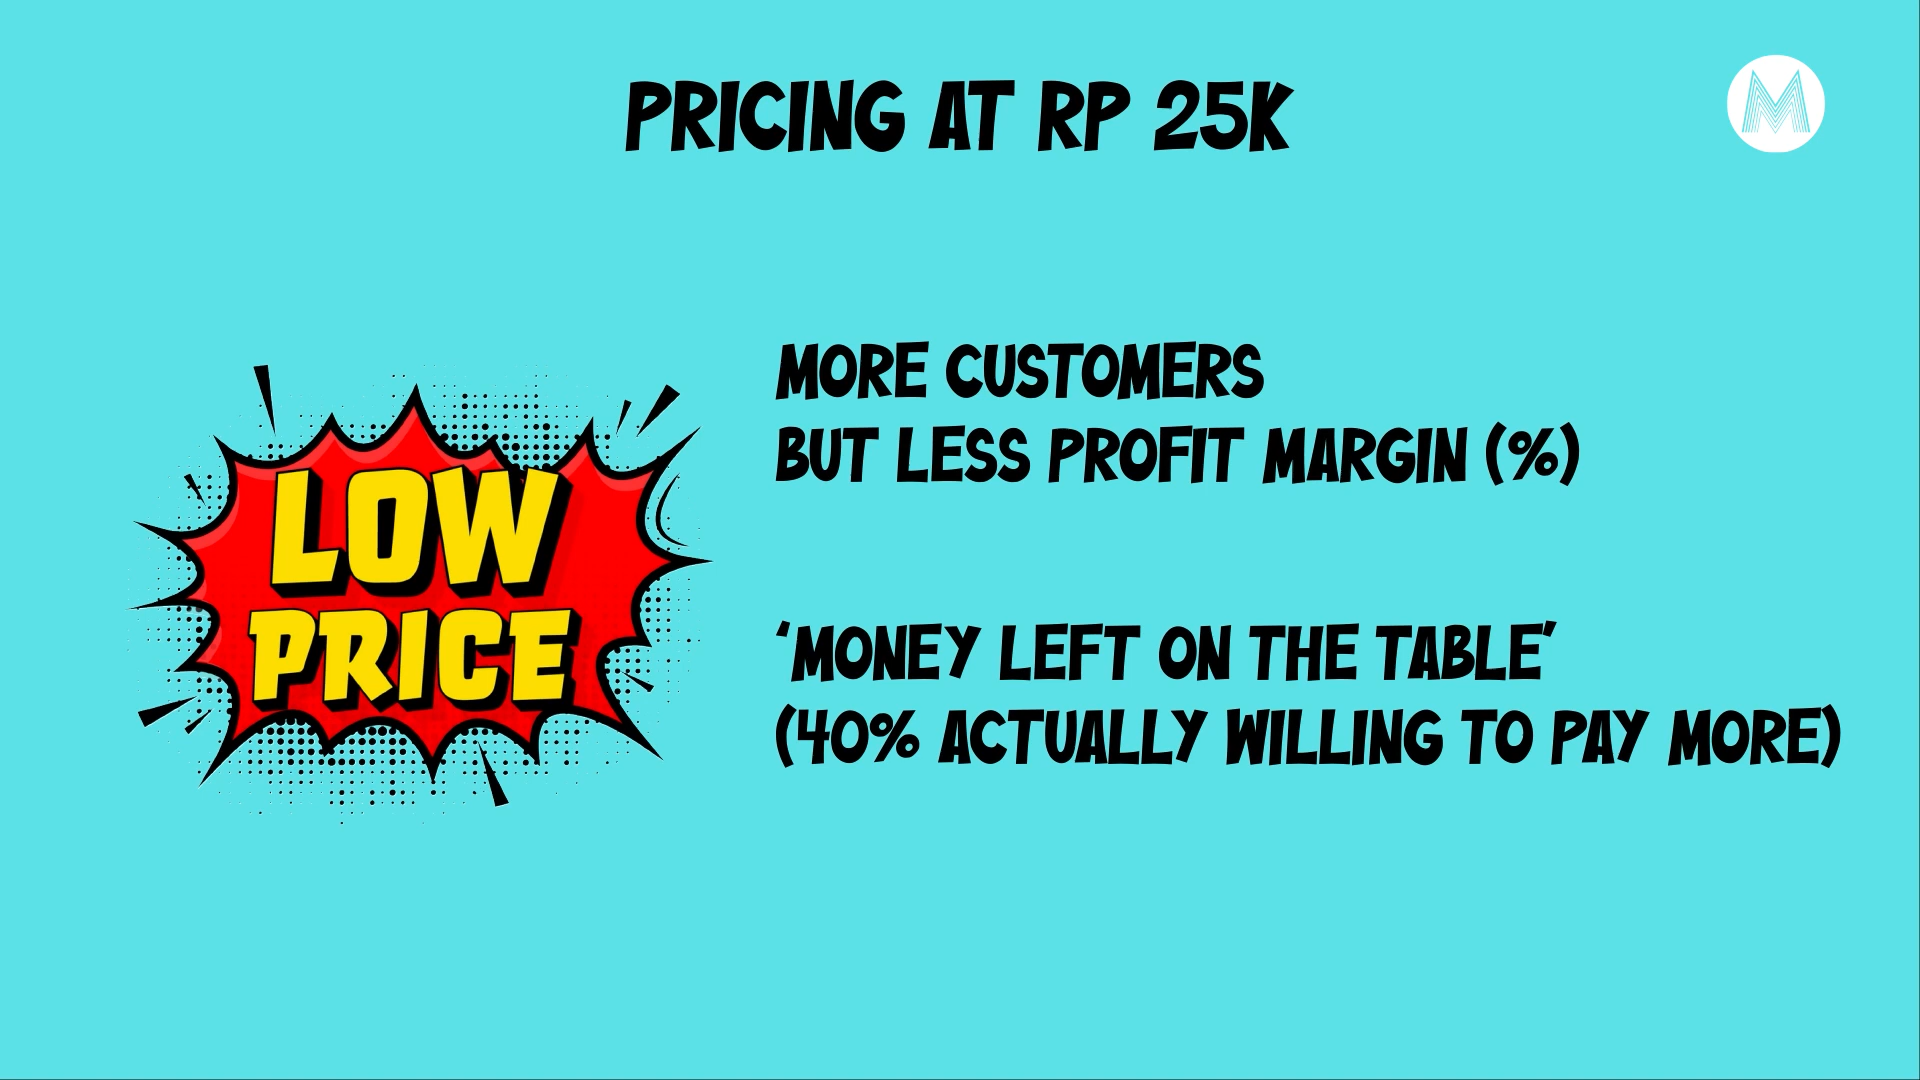 PRICING AT RP 25K
M
MORE CUSTOMERS
BUT LESS PROFIT MARGIN (%)
LOW
PRICE
‘MONEY LEFT ON THE TABLE’
(40% ACTUALLY WILLING TO PAY MORE)